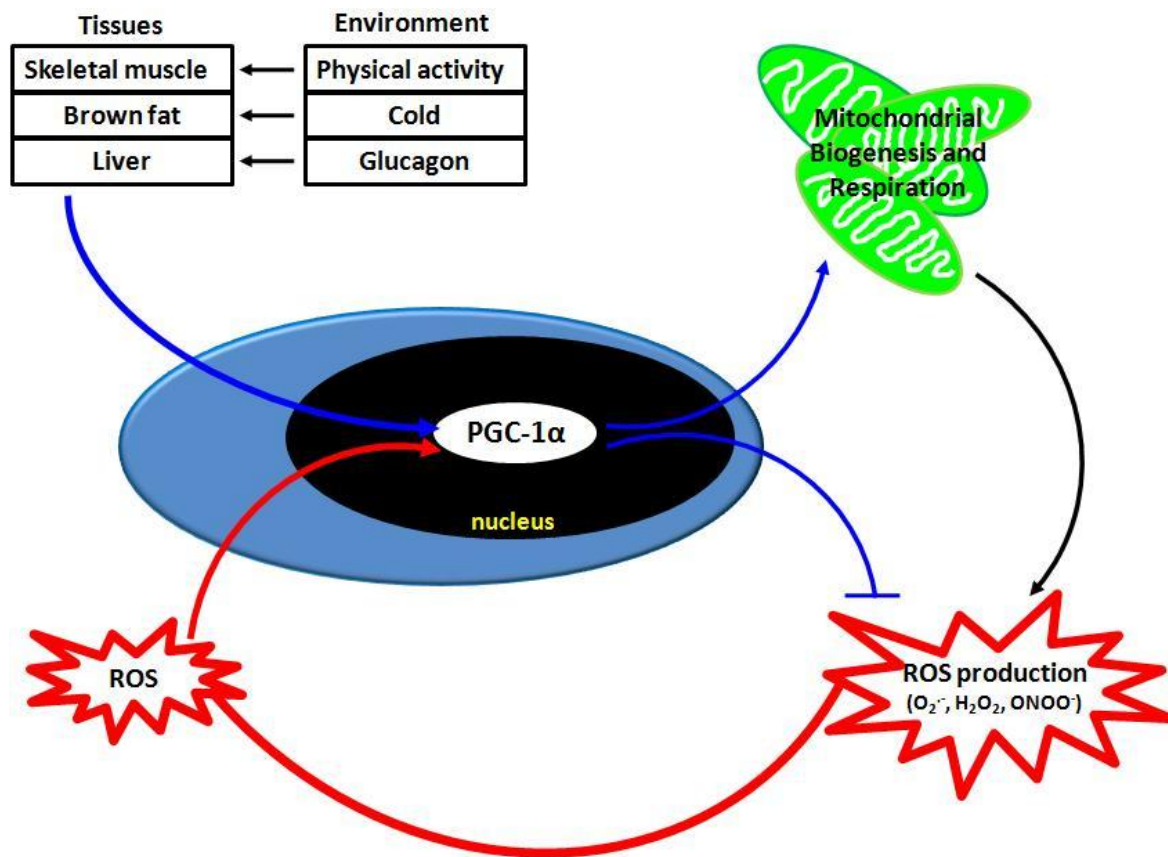 Tissues
Environment
Skeletal muscle
Physical activity
Brown fat
Cold
Liver
Glucagon
Mitochondrial
Biogenesis and
Respiration
PGC-1α
nucleus
ROS
ROS production
(O₂·⁻, H₂O₂, ONOO⁻)